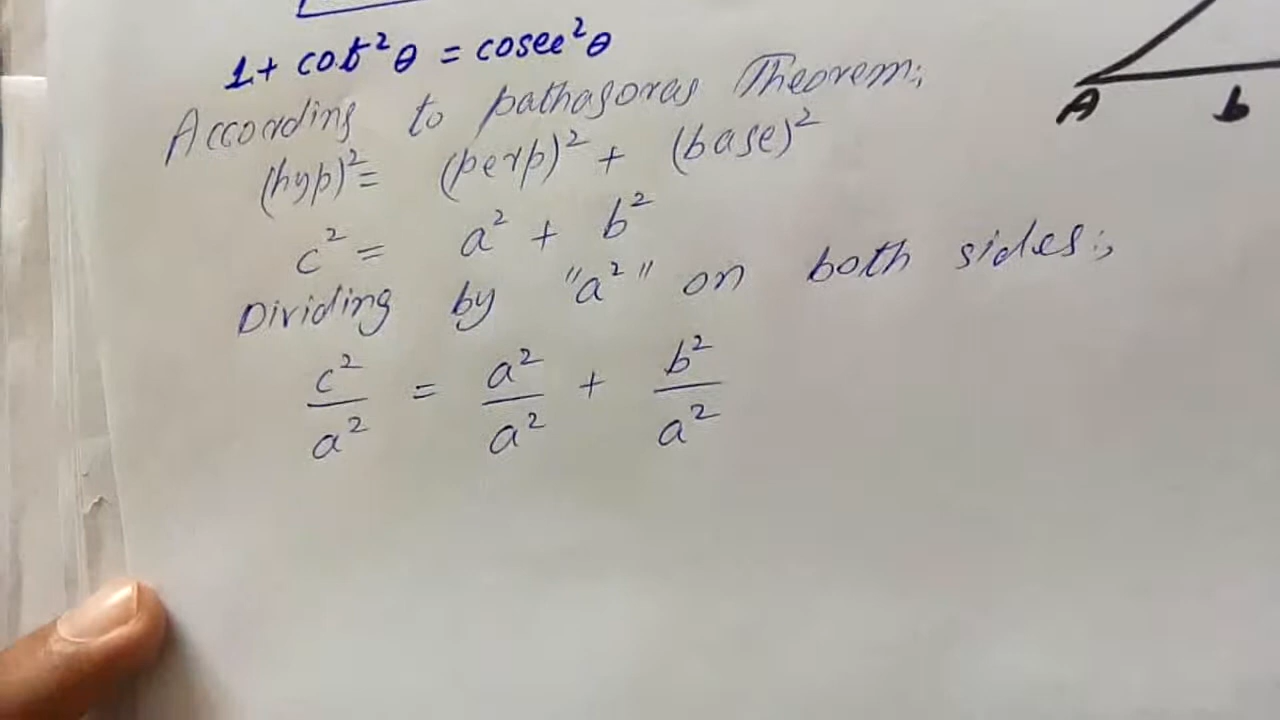 1+ cot²θ = cosec²θ
According to pathagoras Theorem:,
(hyp)² = (perp)² + (base)²
c² = a² + b²
Dividing by "a²" on both sides:,
c²/a² = a²/a² + b²/a²
A
b